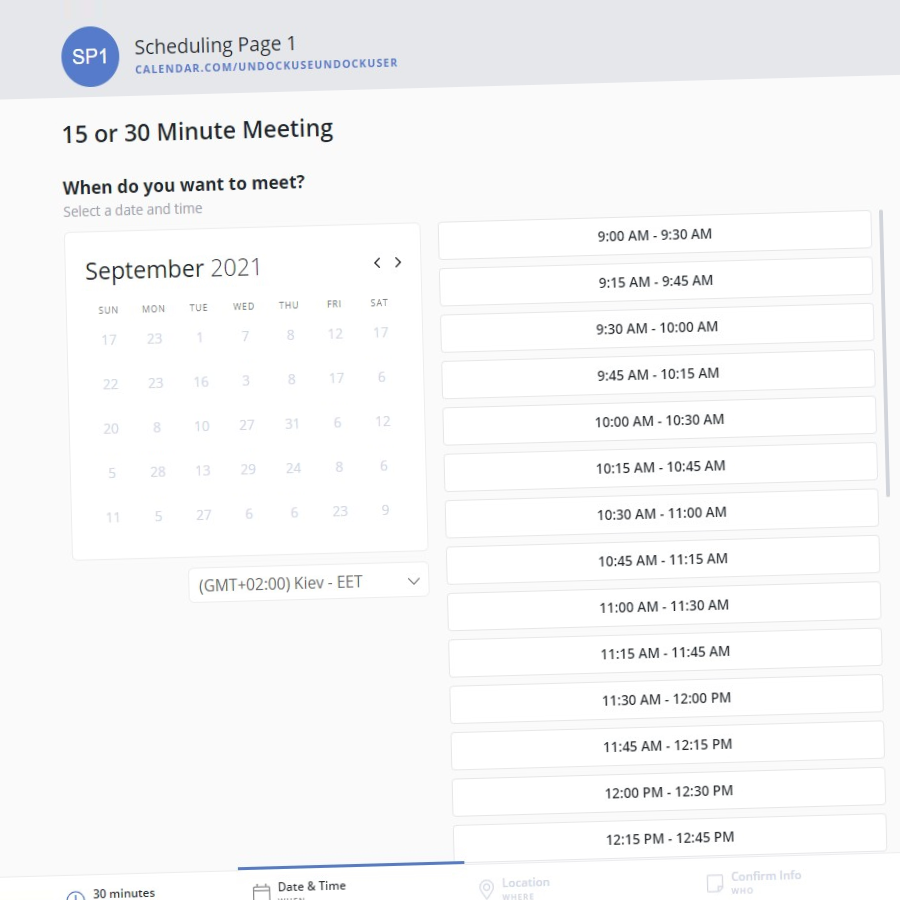 SP1
Scheduling Page 1
CALENDAR.COM/UNDOCKUSEUNDOCKUSER
15 or 30 Minute Meeting
When do you want to meet?
Select a date and time
September 2021
SUN MON TUE WED THU FRI SAT
17 23 1 7 8 12 17
22 23 16 3 8 17 6
20 8 10 27 31 6 12
5 28 13 29 24 8 6
11 5 27 6 6 23 9
(GMT+02:00) Kiev - EET
9:00 AM - 9:30 AM
9:15 AM - 9:45 AM
9:30 AM - 10:00 AM
9:45 AM - 10:15 AM
10:00 AM - 10:30 AM
10:15 AM - 10:45 AM
10:30 AM - 11:00 AM
10:45 AM - 11:15 AM
11:00 AM - 11:30 AM
11:15 AM - 11:45 AM
11:30 AM - 12:00 PM
11:45 AM - 12:15 PM
12:00 PM - 12:30 PM
12:15 PM - 12:45 PM
30 minutes
Date & Time
Location
WHERE
Confirm Info
WHO